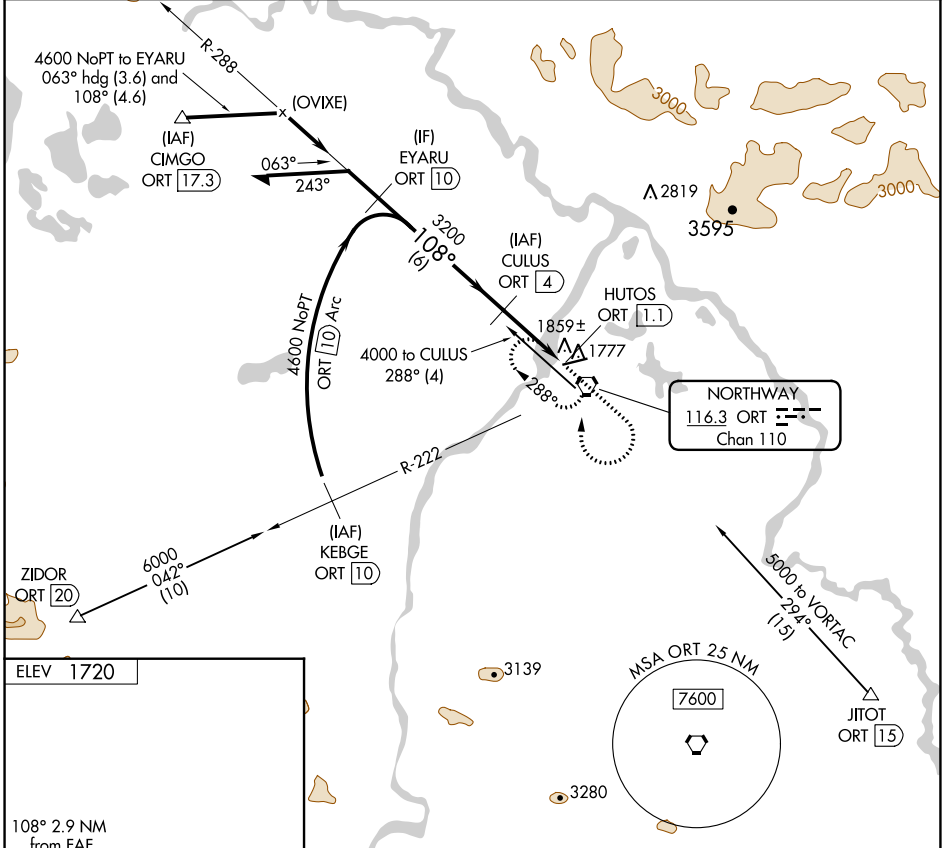 R-288
4600 NoPT to EYARU
063° hdg (3.6) and
108° (4.6)
(OVIXE)
(IAF)
CIMGO
ORT 17.3
063°
243°
(IF)
EYARU
ORT 10
3000
3000
2819
3595
3200
108°
(6)
(IAF)
CULUS
ORT 4
HUTOS
ORT 1.1
1859±
1777
4600 NoPT
ORT 10 Arc
4000 to CULUS
288° (4)
288°
NORTHWAY
116.3 ORT
Chan 110
R-222
(IAF)
KEBGE
ORT 10
6000
042°
(10)
ZIDOR
ORT 20
5000 to VORTAC
294°
(15)
JITOT
ORT 15
MSA ORT 25 NM
7600
3139
3280
ELEV 1720
108° 2.9 NM
from FAF